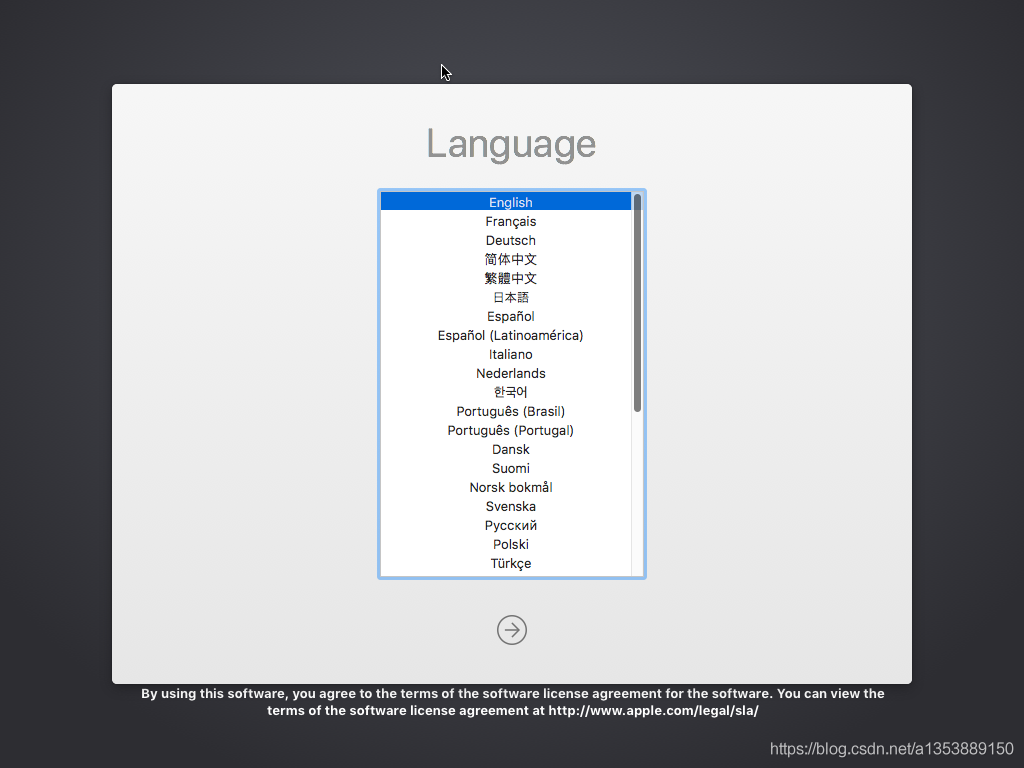 Language
English
Français
Deutsch
简体中文
繁體中文
日本語
Español
Español (Latinoamérica)
Italiano
Nederlands
한국어
Português (Brasil)
Português (Portugal)
Dansk
Suomi
Norsk bokmål
Svenska
Русский
Polski
Türkçe
By using this software, you agree to the terms of the software license agreement for the software. You can view the
terms of the software license agreement at http://www.apple.com/legal/sla/
https://blog.csdn.net/a1353889150